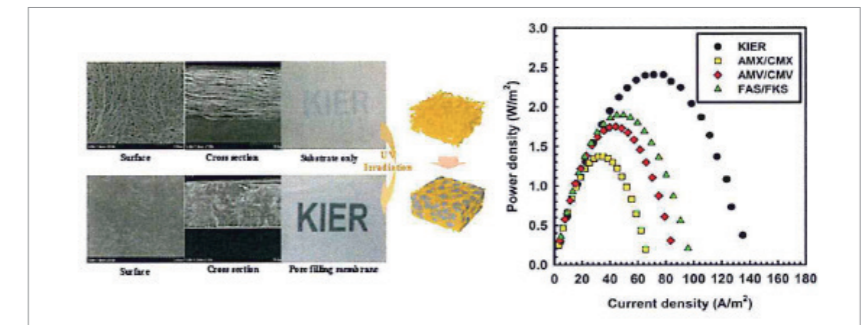 KIER
Surface
Cross section
Substrate only
UV
Irradiation
KIER
Surface
Cross section
Pore filling membrane
Power density (W/m²)
3.0
2.5
2.0
1.5
1.0
0.5
0.0
KIER
AMX/CMX
AMV/CMV
FAS/FKS
0 20 40 60 80 100 120 140 160 180
Current density (A/m²)